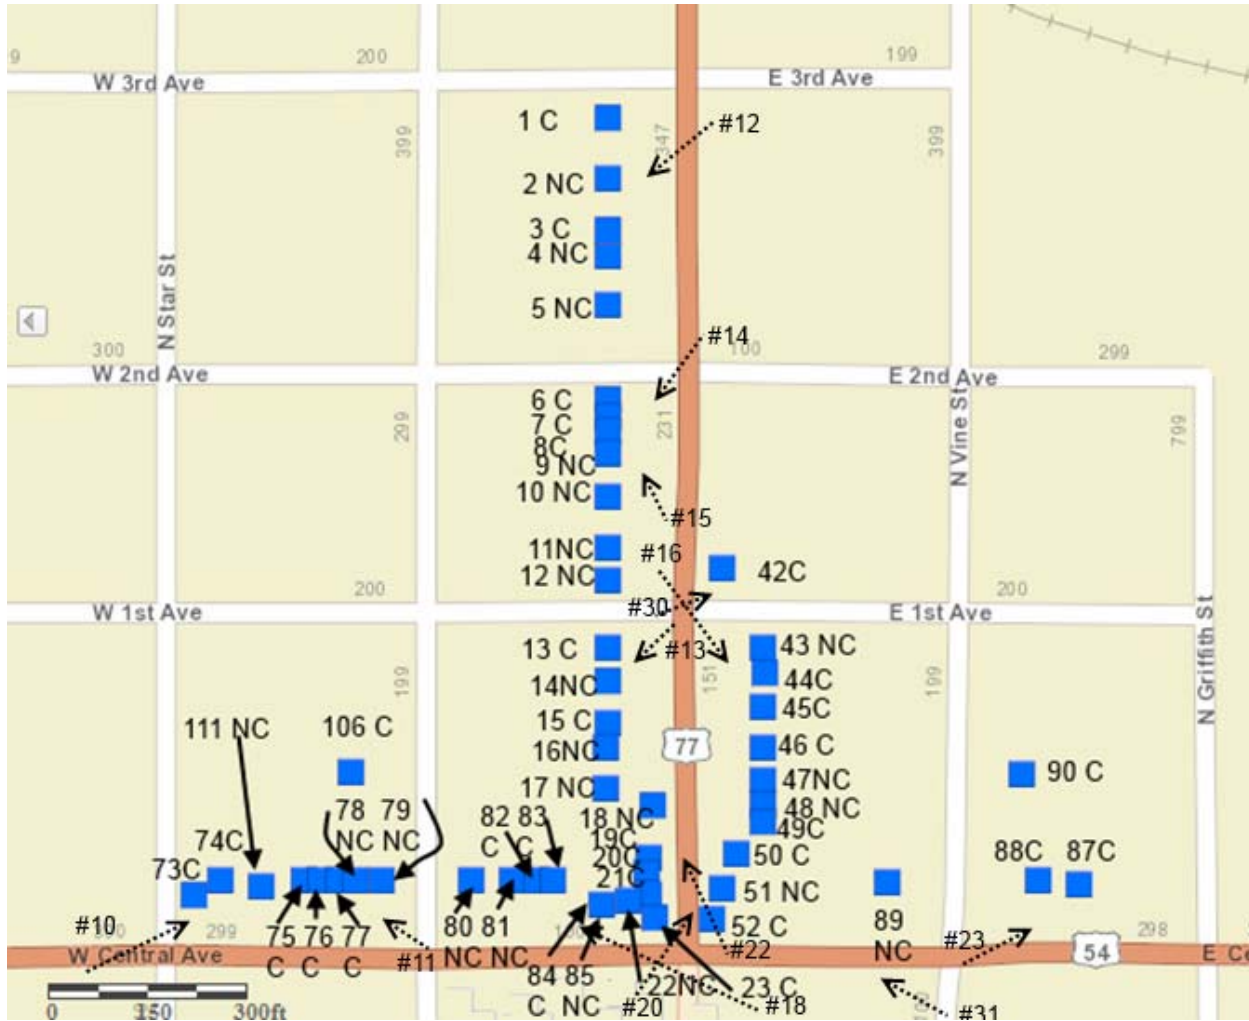 9
200
199
W 3rd Ave
E 3rd Ave
1 C
#12
347
399
399
2 NC
3 C
4 NC
N Star St
5 NC
#14
300
100
299
W 2nd Ave
E 2nd Ave
6 C
7 C
8C
9 NC
299
231
799
N Vine St
10 NC
#15
11NC
#16
12 NC
42C
200
200
#30
W 1st Ave
E 1st Ave
13 C
#13
43 NC
14NC
44C
199
151
199
N Griffith St
45C
15 C
111 NC
106 C
16NC
77
46 C
17 NC
47NC
90 C
78 79
NC NC
82 83
C C
18 NC
48 NC
19C
49C
74C
20C
50 C
88C
87C
73C
21C
51 NC
#10
299
75 76 77
C C C
80 81
NC NC
52 C
89
NC
#23
298
W Central Ave
#11
#22
54
E Ce
84 85
C NC
22NC
23 C
#20
#18
#31
0 150 300ft